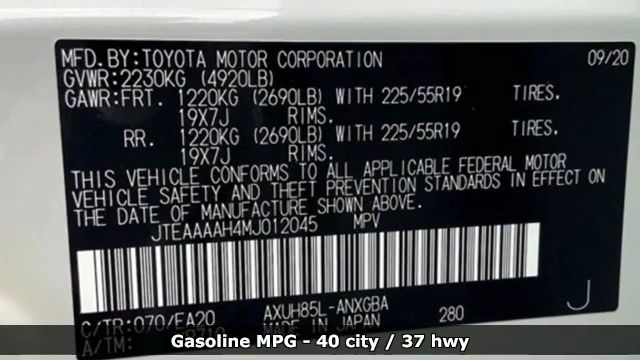 MFD.BY:TOYOTA MOTOR CORPORATION 09/20
GVWR:2230KG (4920LB)
GAWR:FRT. 1220KG (2690LB) WITH 225/55R19 TIRES.
19X7J RIMS.
RR. 1220KG (2690LB) WITH 225/55R19 TIRES.
19X7J RIMS.
THIS VEHICLE CONFORMS TO ALL APPLICABLE FEDERAL MOTOR
VEHICLE SAFETY AND THEFT PREVENTION STANDARDS IN EFFECT ON
THE DATE OF MANUFACTURE SHOWN ABOVE.
JTEAAAAH4MJ012045 MPV
C/TR:070/EA20 AXUH85L-ANXGBA 280 J
A/TM: MADE IN JAPAN
Gasoline MPG - 40 city / 37 hwy